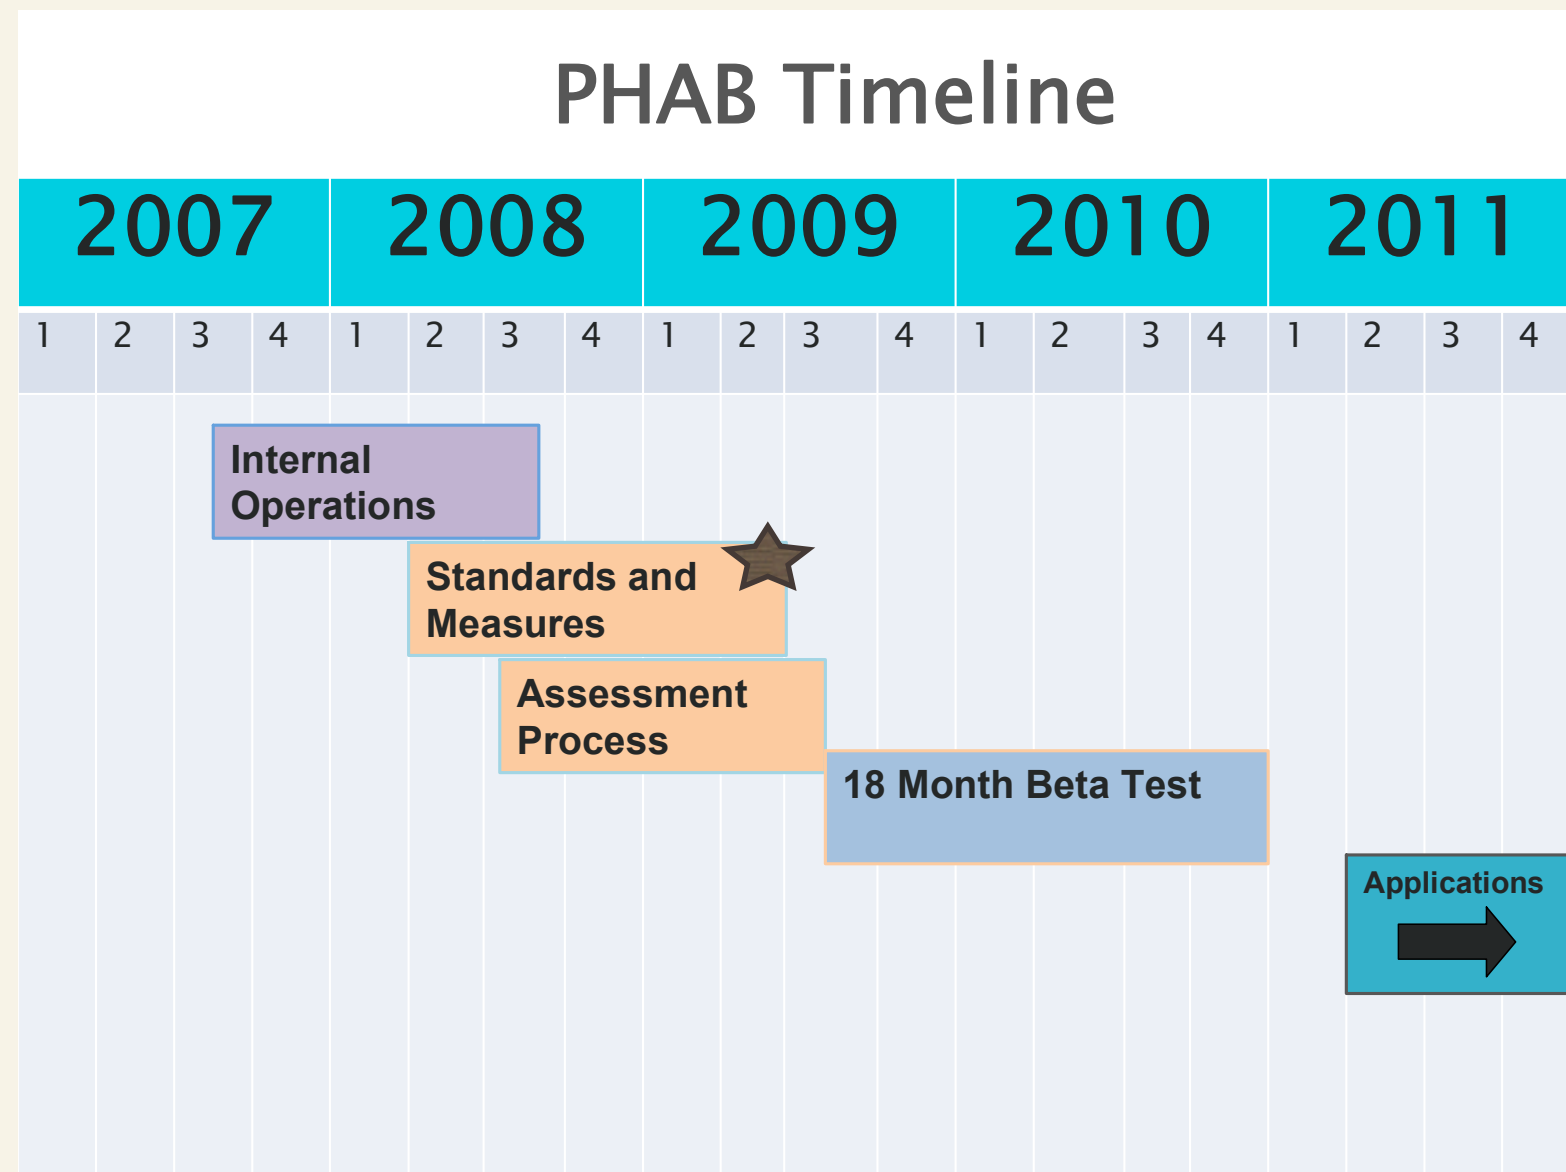 PHAB Timeline
2007 2008 2009 2010 2011
1 2 3 4 1 2 3 4 1 2 3 4 1 2 3 4 1 2 3 4
Internal
Operations
Standards and
Measures
Assessment
Process
18 Month Beta Test
Applications